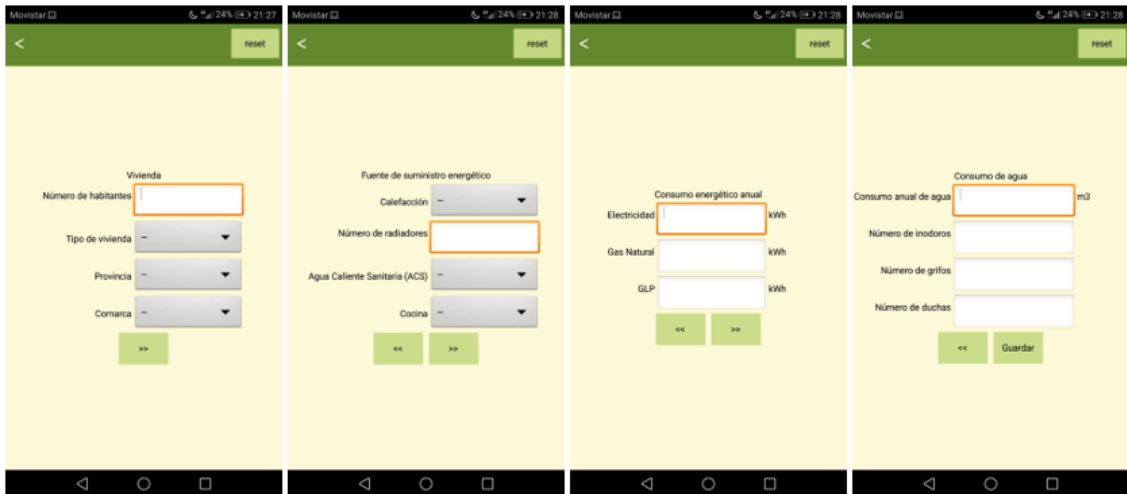 Movistar 24% 21:27
<
reset
Vivienda
Número de habitantes
Tipo de vivienda –
Provincia –
Comarca –
>>
Movistar 24% 21:28
<
reset
Fuente de suministro energético
Calefacción –
Número de radiadores
Agua Caliente Sanitaria (ACS) –
Cocina –
<< >>
Movistar 24% 21:28
<
reset
Consumo energético anual
Electricidad kWh
Gas Natural kWh
GLP kWh
<< >>
Movistar 24% 21:28
<
reset
Consumo de agua
Consumo anual de agua m3
Número de inodoros
Número de grifos
Número de duchas
<< Guardar